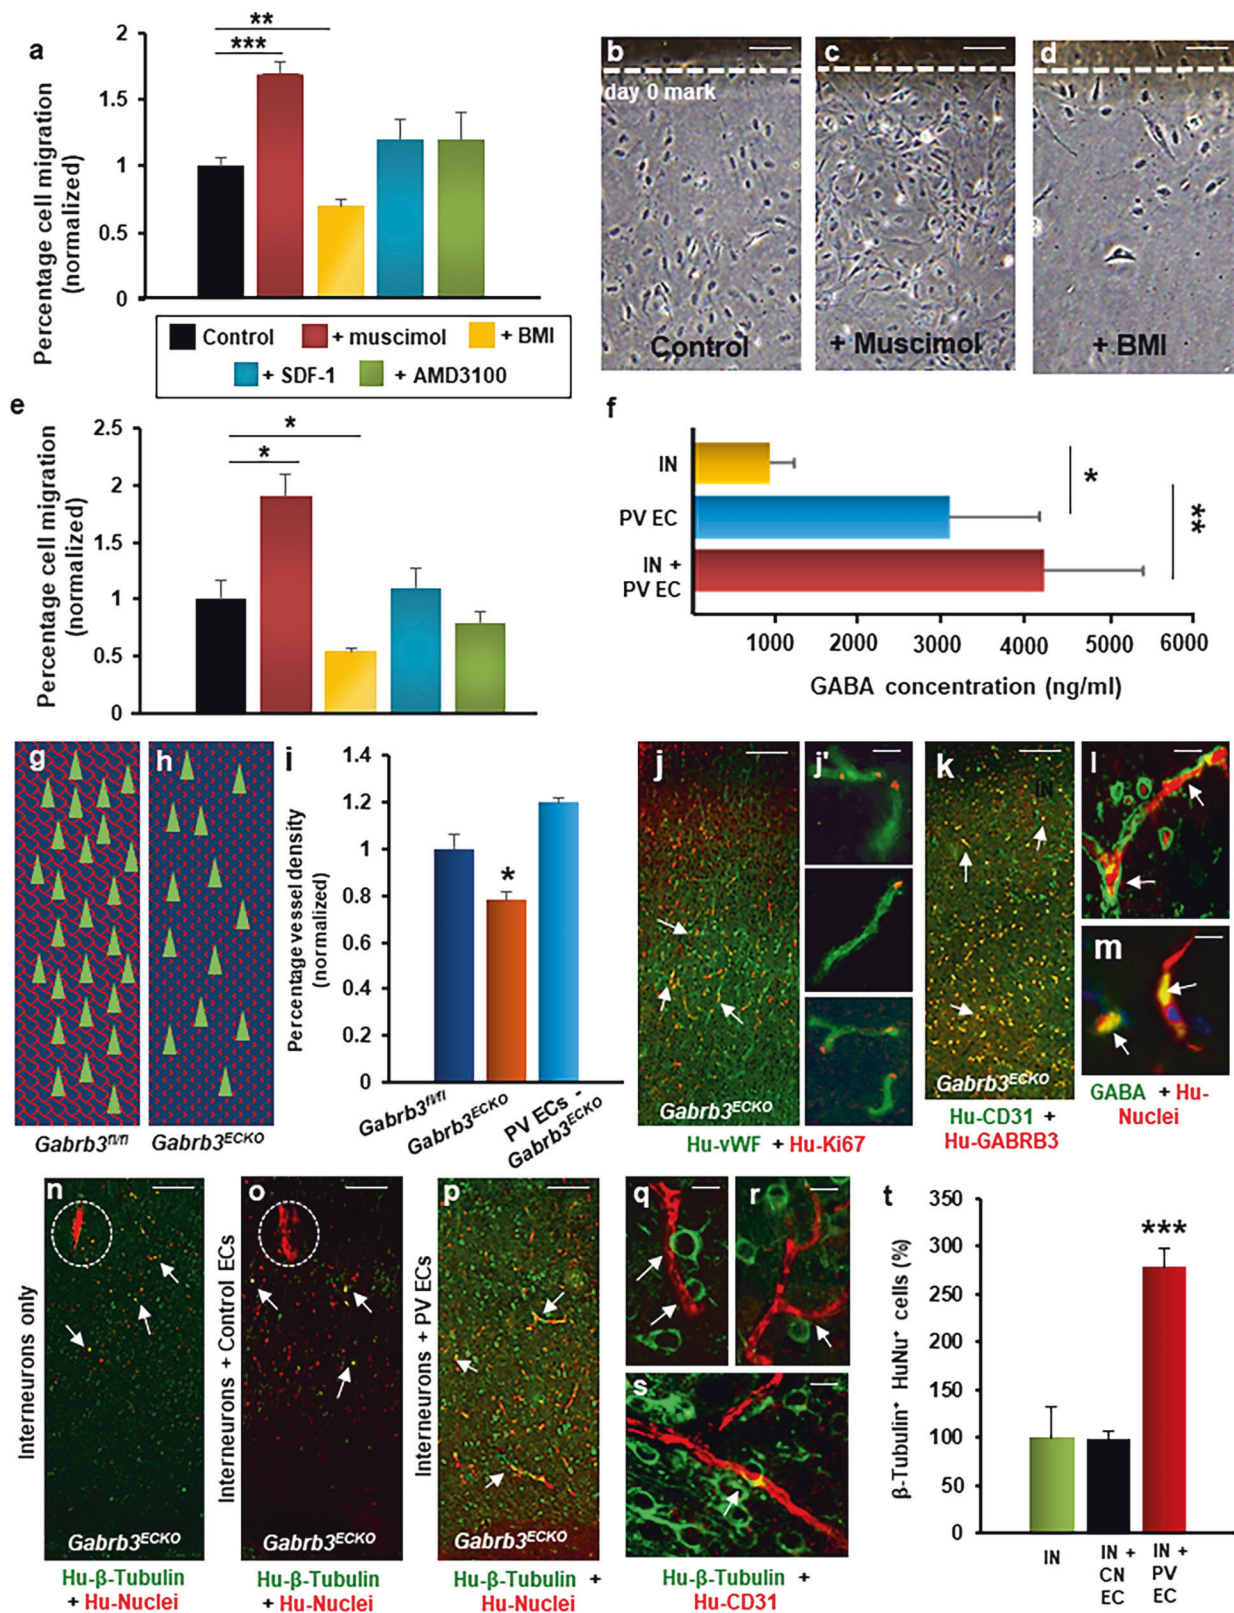 a
Percentage cell migration
(normalized)
2
1.5
1
0.5
0
**
***
Control
+ muscimol
+ BMI
+ SDF-1
+ AMD3100
b
day 0 mark
Control
c
+ Muscimol
d
+ BMI
e
Percentage cell migration
(normalized)
2.5
2
1.5
1
0.5
0
*
*
f
IN
PV EC
IN +
PV EC
*
**
1000
2000
3000
4000
5000
6000
GABA concentration (ng/ml)
g
Gabrb3fl/fl
h
Gabrb3ECKO
i
Percentage vessel density
(normalized)
1.4
1.2
1
0.8
0.6
0.4
0.2
0
*
Gabrb3fl/fl
Gabrb3ECKO
PV ECs -
Gabrb3ECKO
j
Gabrb3ECKO
j'
Hu-vWF + Hu-Ki67
k
IN
Gabrb3ECKO
Hu-CD31 +
Hu-GABRB3
l
m
GABA + Hu-
Nuclei
n
Interneurons only
Gabrb3ECKO
Hu-β-Tubulin
+ Hu-Nuclei
o
Interneurons + Control ECs
Gabrb3ECKO
Hu-β-Tubulin
+ Hu-Nuclei
p
Interneurons + PV ECs
Gabrb3ECKO
Hu-β-Tubulin +
Hu-Nuclei
q
r
s
Hu-β-Tubulin +
Hu-CD31
t
β-Tubulin+ HuNu+ cells (%)
350
300
250
200
150
100
50
0
***
IN
IN +
CN
EC
IN +
PV
EC